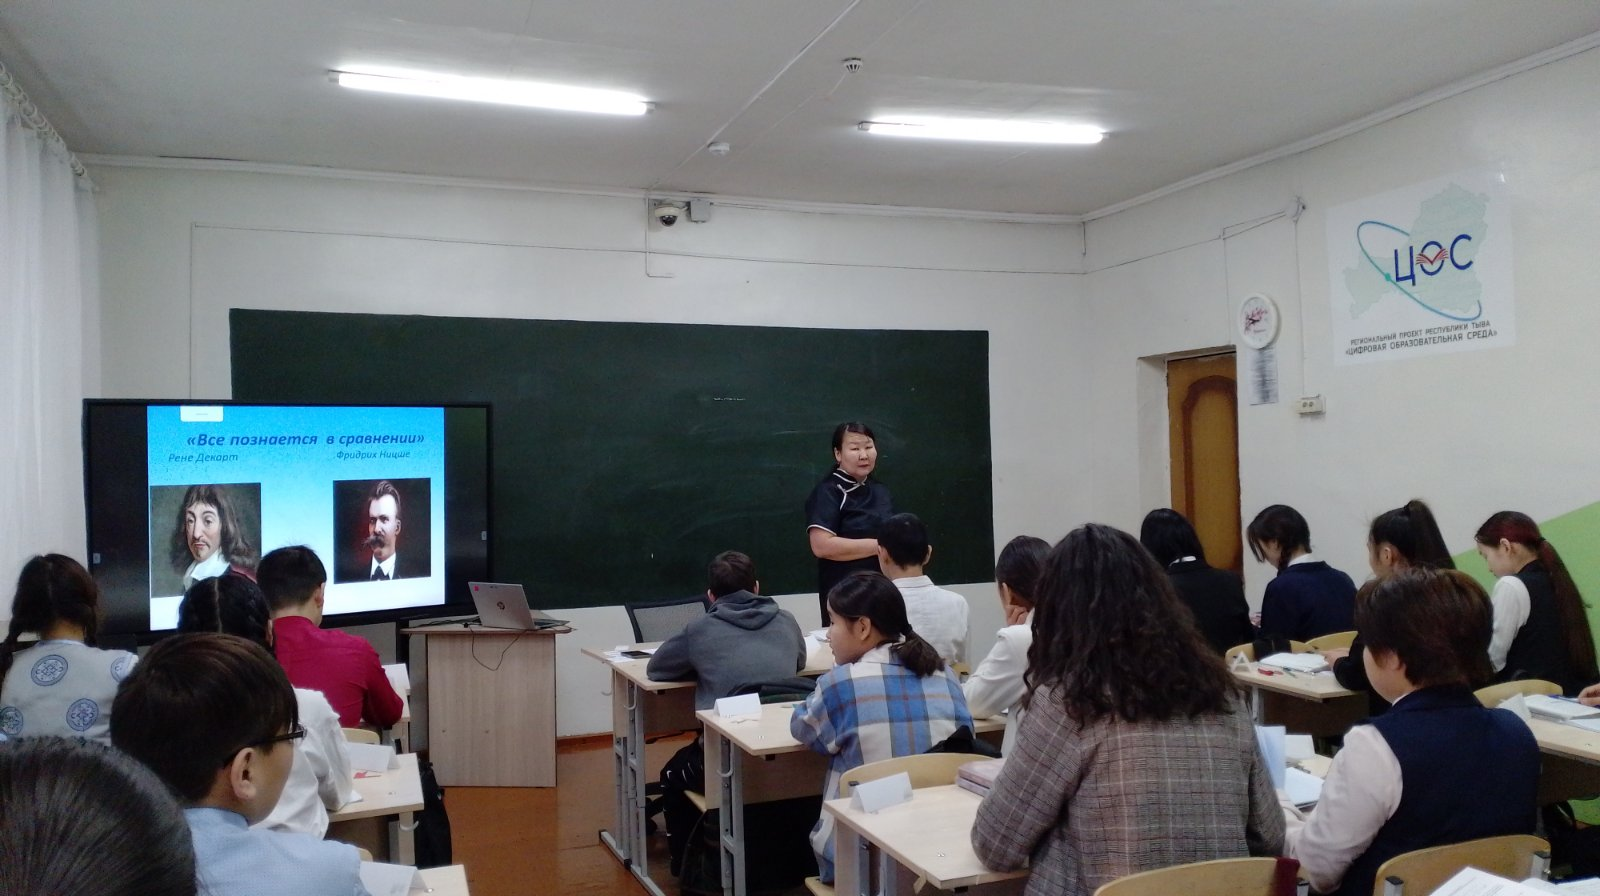 «Все познается в сравнении»
Рене Декарт
Фридрих Ницше
ЦОС
РЕГИОНАЛЬНЫЙ ПРОЕКТ РЕСПУБЛИКИ ТЫВА
«ЦИФРОВАЯ ОБРАЗОВАТЕЛЬНАЯ СРЕДА»